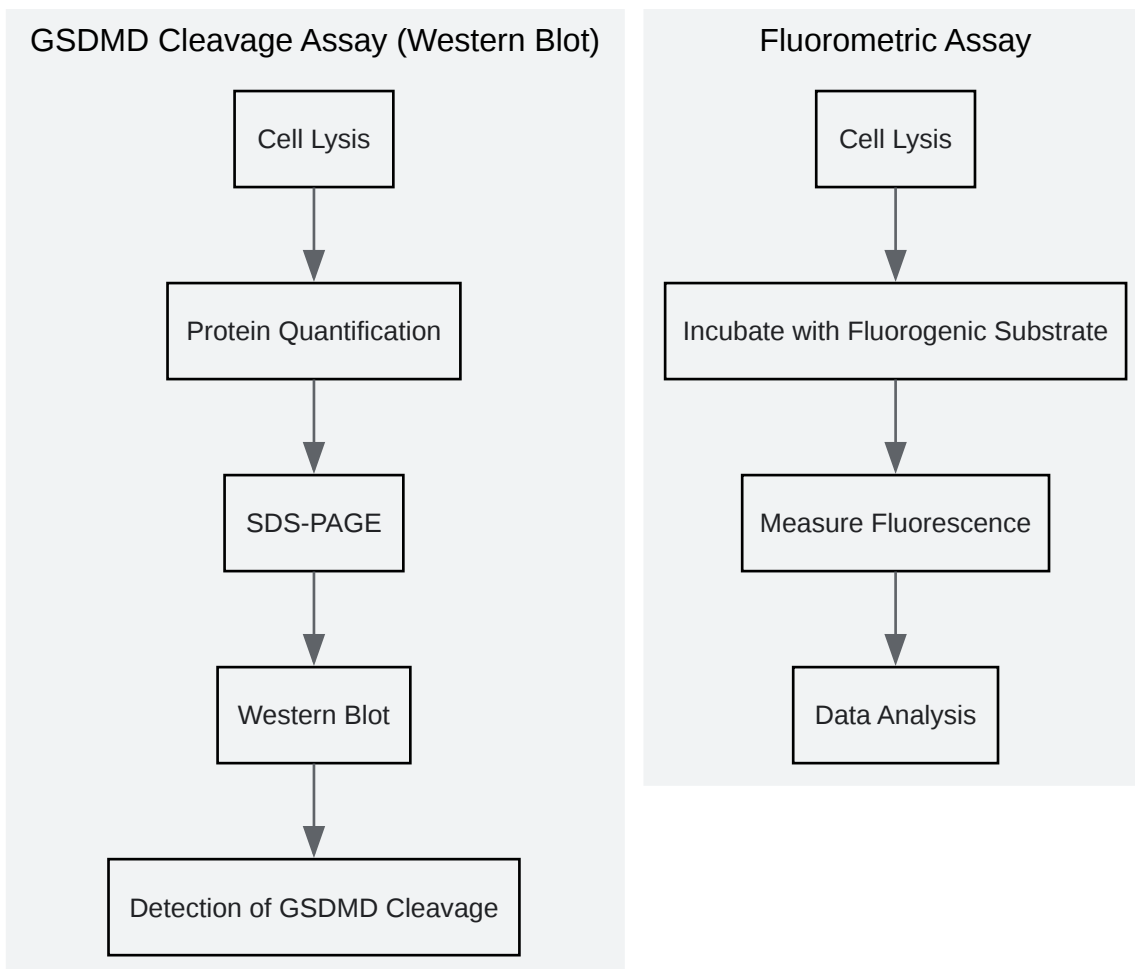 GSDMD Cleavage Assay (Western Blot)
Cell Lysis
Protein Quantification
SDS-PAGE
Western Blot
Detection of GSDMD Cleavage
Fluorometric Assay
Cell Lysis
Incubate with Fluorogenic Substrate
Measure Fluorescence
Data Analysis